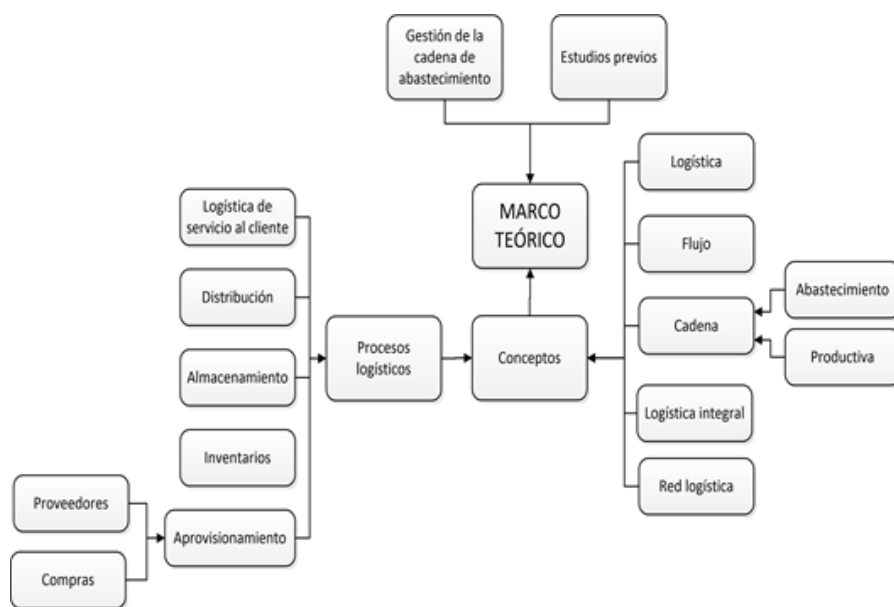 Gestión de la
cadena de
abastecimiento
Estudios previos
Logística
MARCO
TEÓRICO
Logística de
servicio al cliente
Flujo
Distribución
Abastecimiento
Procesos
logísticos
Conceptos
Cadena
Almacenamiento
Productiva
Logística integral
Inventarios
Red logística
Proveedores
Aprovisionamiento
Compras